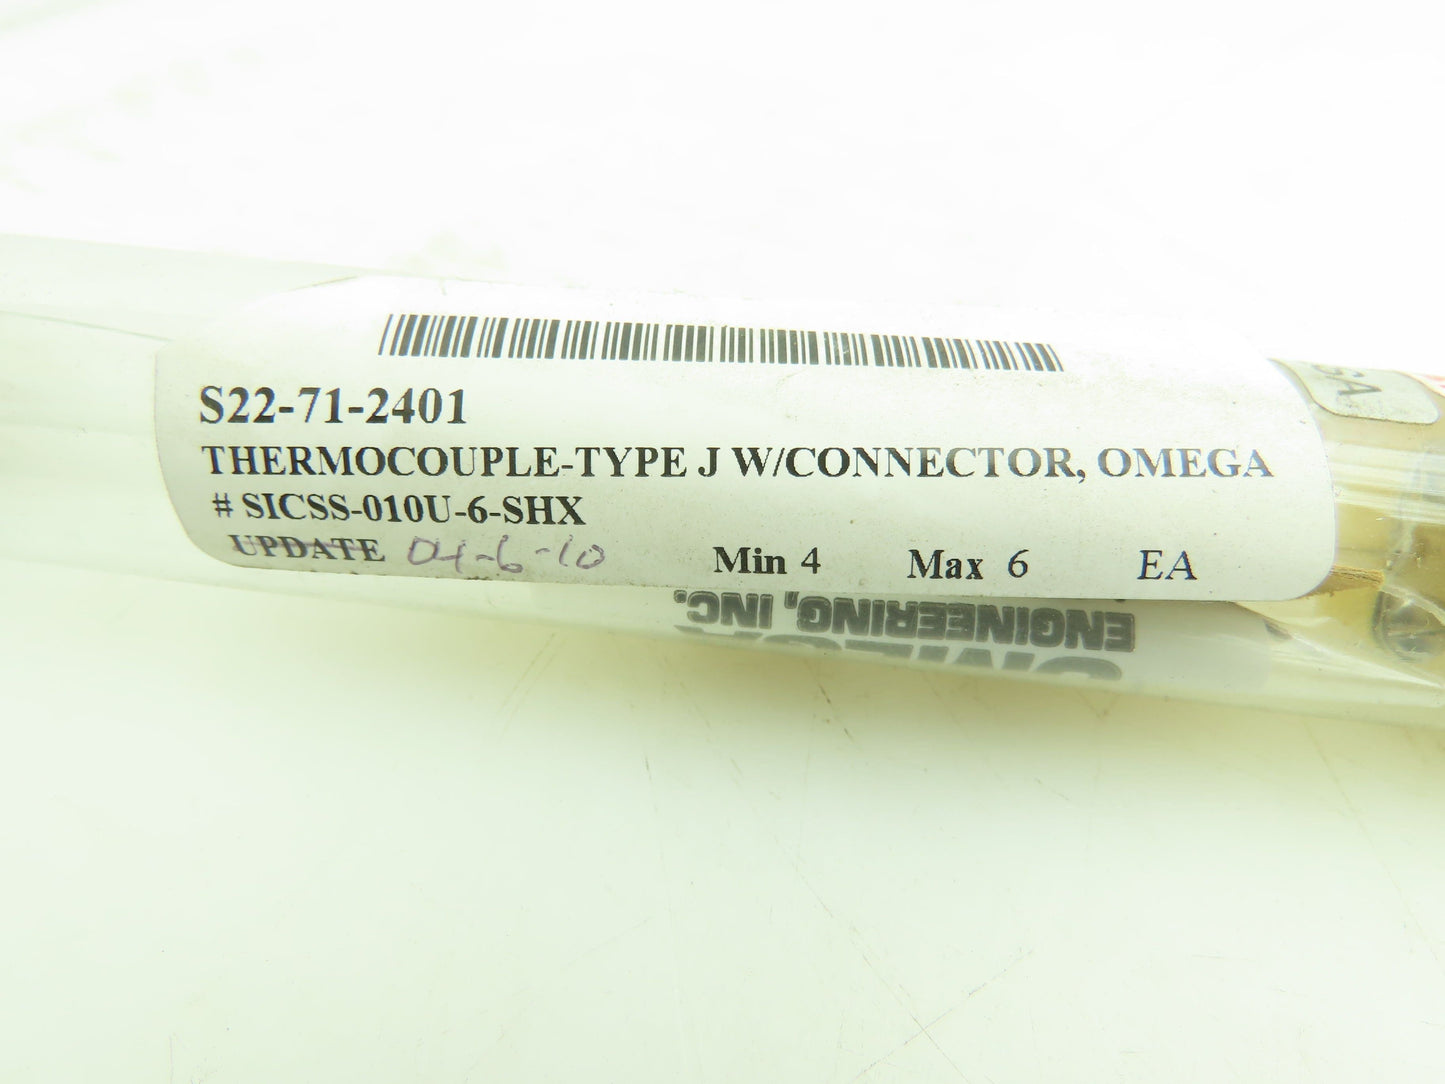 S22-71-2401
THERMOCOUPLE-TYPE J W/CONNECTOR, OMEGA
# SICSS-010U-6-SHX
UPDATE 04-6-10 Min 4 Max 6 EA
ENGINEERING, INC.